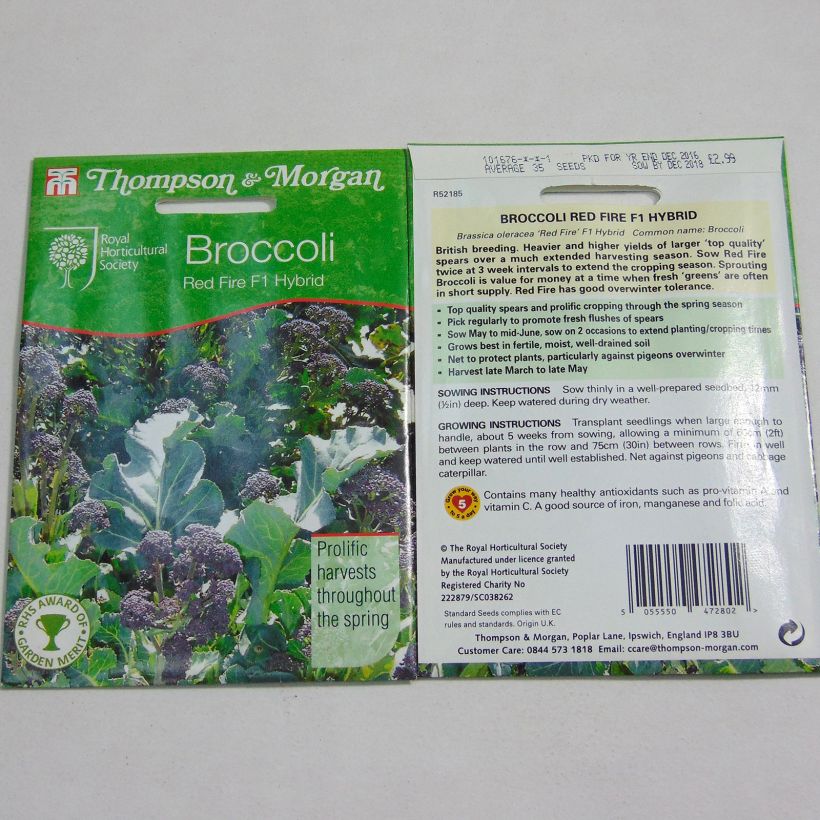 Thompson & Morgan
Royal
Horticultural
Society
Broccoli
Red Fire F1 Hybrid
Prolific
harvests
throughout
the spring
RHS AWARD OF
GARDEN MERIT
101676-X-X-1 PKD FOR YR END DEC 2016 £2.99
AVERAGE 35 SEEDS SOW BY DEC 2019
R52185
BROCCOLI RED FIRE F1 HYBRID
Brassica oleracea 'Red Fire' F1 Hybrid Common name: Broccoli
British breeding. Heavier and higher yields of larger 'top quality'
spears over a much extended harvesting season. Sow Red Fire
twice at 3 week intervals to extend the cropping season. Sprouting
Broccoli is value for money at a time when fresh 'greens' are often
in short supply. Red Fire has good overwinter tolerance.
• Top quality spears and prolific cropping through the spring season
• Pick regularly to promote fresh flushes of spears
• Sow May to mid-June, sow on 2 occasions to extend planting/cropping times
• Grows best in fertile, moist, well-drained soil
• Net to protect plants, particularly against pigeons overwinter
• Harvest late March to late May
SOWING INSTRUCTIONS Sow thinly in a well-prepared seedbed, 12mm
(½in) deep. Keep watered during dry weather.
GROWING INSTRUCTIONS Transplant seedlings when large enough to
handle, about 5 weeks from sowing, allowing a minimum of 60cm (2ft)
between plants in the row and 75cm (30in) between rows. Firm in well
and keep watered until well established. Net against pigeons and cabbage
caterpillar.
Grow your way
5
to 5 a day
Contains many healthy antioxidants such as pro-vitamin A and
vitamin C. A good source of iron, manganese and folic acid.
© The Royal Horticultural Society
Manufactured under licence granted
by the Royal Horticultural Society
Registered Charity No
222879/SC038262
Standard Seeds complies with EC
rules and standards. Origin U.K.
5 055550 472802 >
Thompson & Morgan, Poplar Lane, Ipswich, England IP8 3BU
Customer Care: 0844 573 1818 Email: ccare@thompson-morgan.com